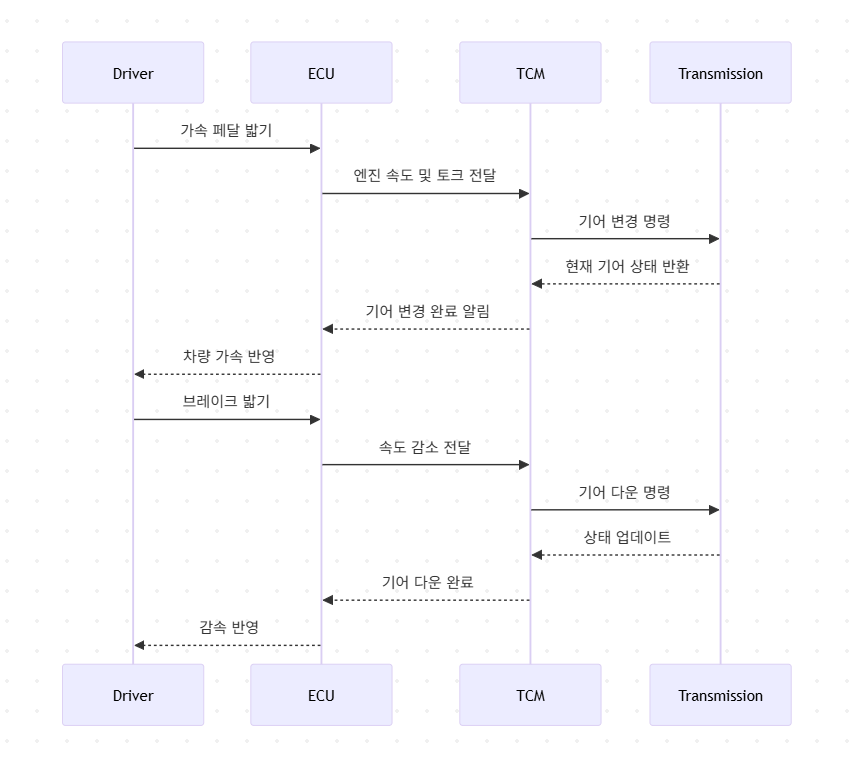 Driver
ECU
TCM
Transmission
가속 페달 밟기
엔진 속도 및 토크 전달
기어 변경 명령
현재 기어 상태 반환
기어 변경 완료 알림
차량 가속 반영
브레이크 밟기
속도 감소 전달
기어 다운 명령
상태 업데이트
기어 다운 완료
감속 반영
Driver
ECU
TCM
Transmission